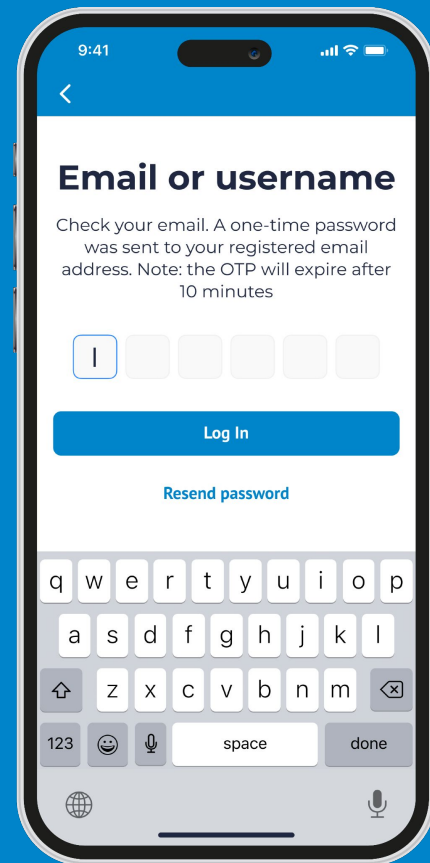 9:41
Email or username
Check your email. A one-time password
was sent to your registered email
address. Note: the OTP will expire after
10 minutes
Log In
Resend password
q w e r t y u i o p
a s d f g h j k l
z x c v b n m
123 space done